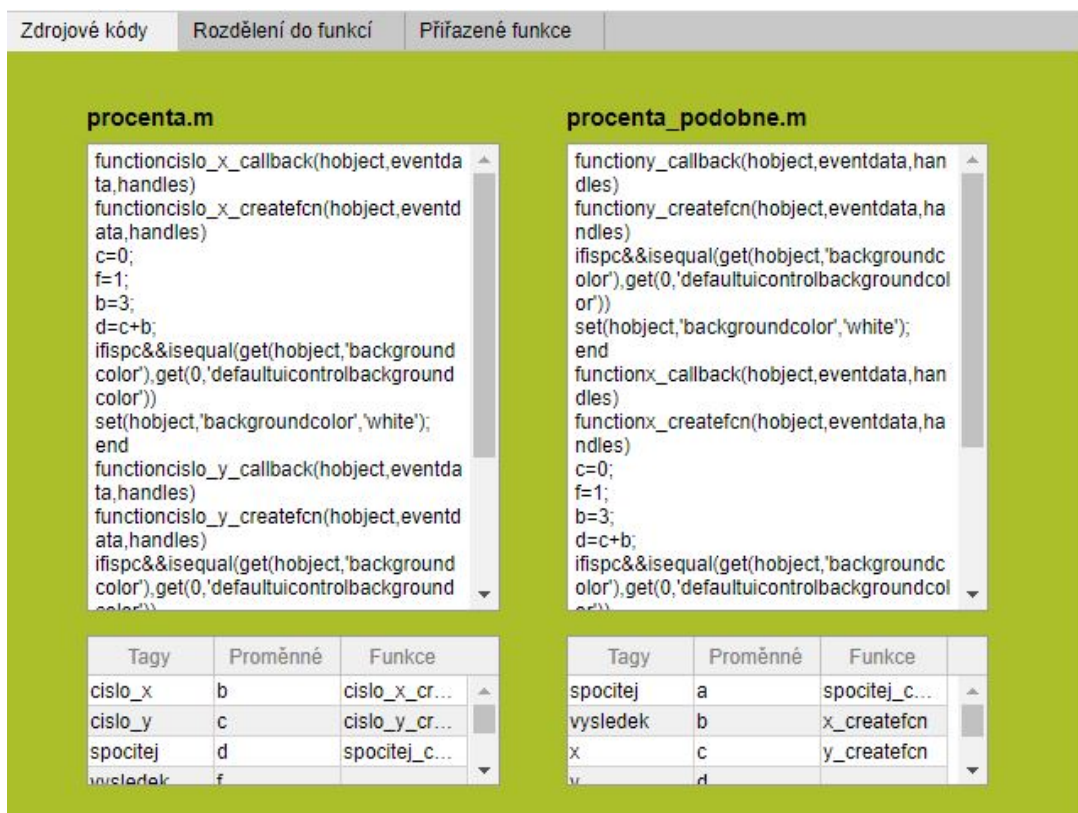 Zdrojové kódy Rozdělení do funkcí Přiřazené funkce
procenta.m
functioncislo_x_callback(hobject,eventda
ta,handles)
functioncislo_x_createfcn(hobject,eventd
ata,handles)
c=0;
f=1;
b=3;
d=c+b;
ifispc&&isequal(get(hobject,'background
color'),get(0,'defaultuicontrolbackground
color'))
set(hobject,'backgroundcolor','white');
end
functioncislo_y_callback(hobject,eventda
ta,handles)
functioncislo_y_createfcn(hobject,eventd
ata,handles)
ifispc&&isequal(get(hobject,'background
color'),get(0,'defaultuicontrolbackground
color'))
procenta_podobne.m
functiony_callback(hobject,eventdata,han
dles)
functiony_createfcn(hobject,eventdata,ha
ndles)
ifispc&&isequal(get(hobject,'backgroundc
olor'),get(0,'defaultuicontrolbackgroundcol
or'))
set(hobject,'backgroundcolor','white');
end
functionx_callback(hobject,eventdata,han
dles)
functionx_createfcn(hobject,eventdata,ha
ndles)
c=0;
f=1;
b=3;
d=c+b;
ifispc&&isequal(get(hobject,'backgroundc
olor'),get(0,'defaultuicontrolbackgroundcol
or'))
Tagy Proměnné Funkce
cislo_x b cislo_x_cr...
cislo_y c cislo_y_cr...
spocitej d spocitej_c...
vysledek f
Tagy Proměnné Funkce
spocitej a spocitej_c...
vysledek b x_createfcn
x c y_createfcn
y d